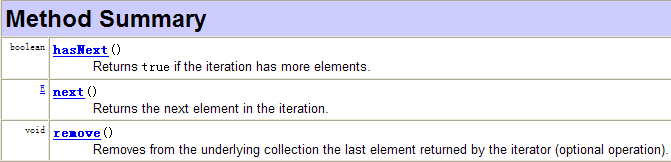 Method Summary
boolean hasNext()
Returns true if the iteration has more elements.
E next()
Returns the next element in the iteration.
void remove()
Removes from the underlying collection the last element returned by the iterator (optional operation).